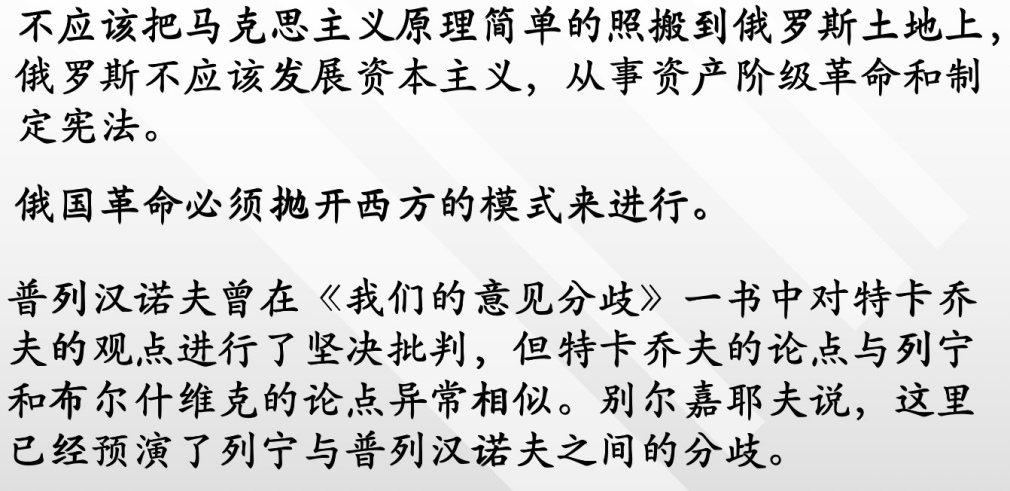 不应该把马克思主义原理简单的照搬到俄罗斯土地上，
俄罗斯不应该发展资本主义，从事资产阶级革命和制
定宪法。
俄国革命必须抛开西方的模式来进行。
普列汉诺夫曾在《我们的意见分歧》一书中对特卡乔
夫的观点进行了坚决批判，但特卡乔夫的论点与列宁
和布尔什维克的论点异常相似。别尔嘉耶夫说，这里
已经预演了列宁与普列汉诺夫之间的分歧。